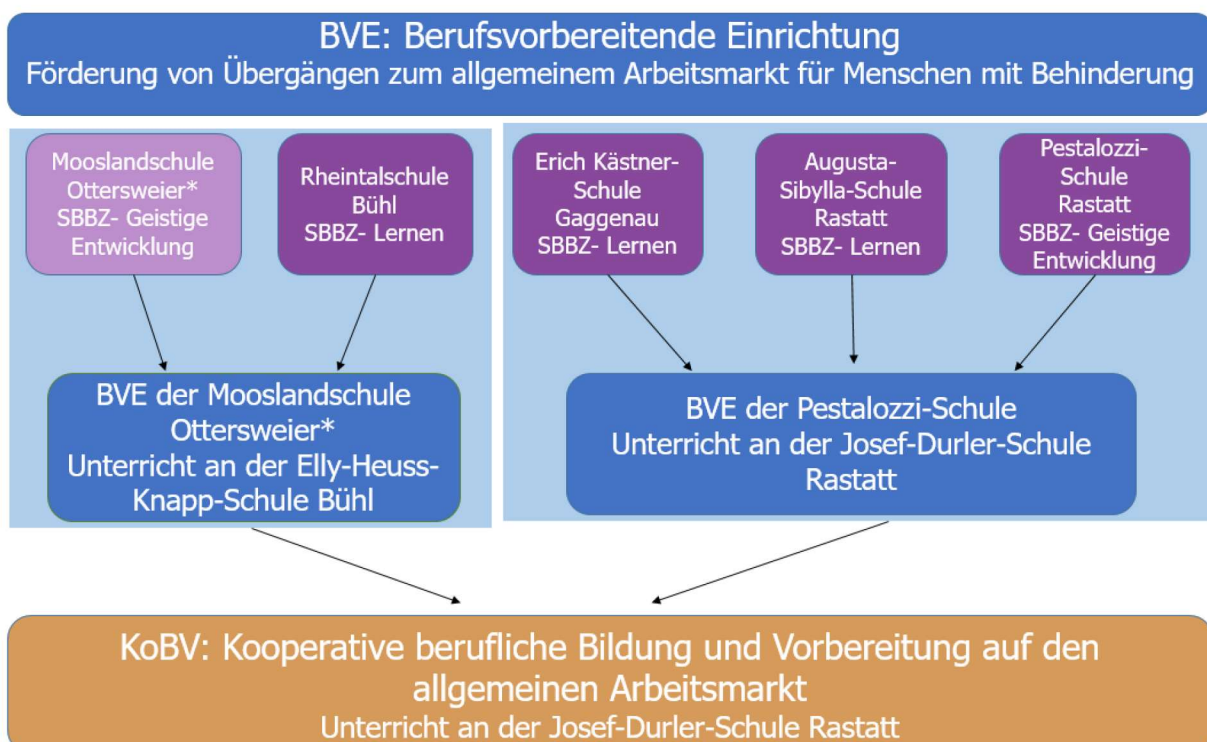 BVE: Berufsvorbereitende Einrichtung
Förderung von Übergängen zum allgemeinem Arbeitsmarkt für Menschen mit Behinderung
Mooslandschule
Ottersweier*
SBBZ- Geistige
Entwicklung
Rheintalschule
Bühl
SBBZ- Lernen
Erich Kästner-
Schule
Gaggenau
SBBZ- Lernen
Augusta-
Sibylla-Schule
Rastatt
SBBZ- Lernen
Pestalozzi-
Schule
Rastatt
SBBZ- Geistige
Entwicklung
BVE der Mooslandschule
Ottersweier*
Unterricht an der Elly-Heuss-
Knapp-Schule Bühl
BVE der Pestalozzi-Schule
Unterricht an der Josef-Durler-Schule
Rastatt
KoBV: Kooperative berufliche Bildung und Vorbereitung auf den
allgemeinen Arbeitsmarkt
Unterricht an der Josef-Durler-Schule Rastatt